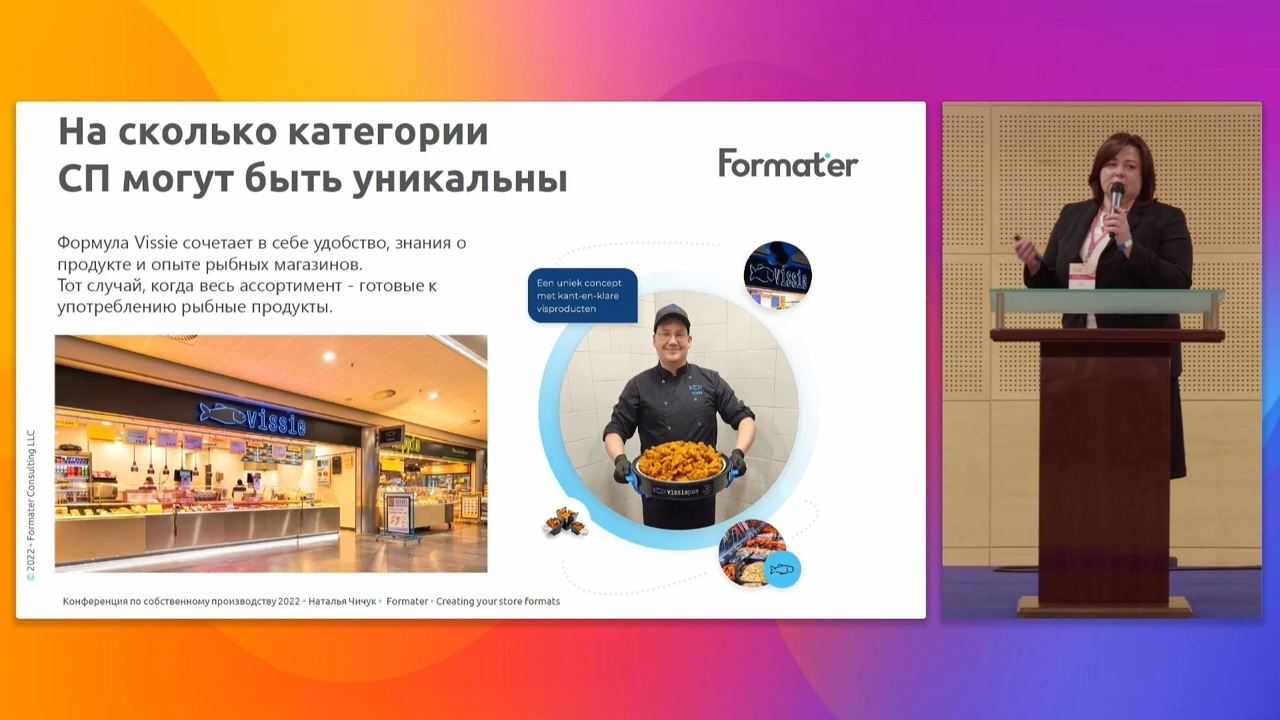 На сколько категории
СП могут быть уникальны
Formater
Формула Vissie сочетает в себе удобство, знания о
продукте и опыте рыбных магазинов.
Тот случай, когда весь ассортимент - готовые к
употреблению рыбные продукты.
Een uniek concept
met kant-en-klare
visproducten
vissie
vissie
vissiepan
© 2022 • Formater Consulting LLC
Конференция по собственному производству 2022 • Наталья Чичук • Formater • Creating your store formats